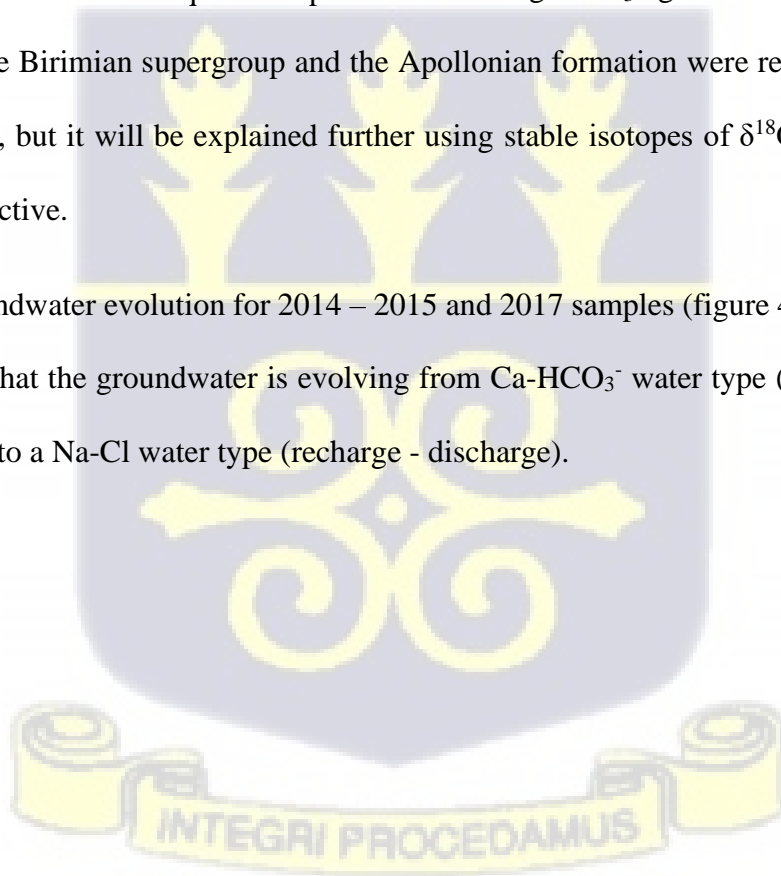 e Birimian supergroup and the Apollonian formation were re
, but it will be explained further using stable isotopes of δ¹⁸O
ctive.
ndwater evolution for 2014 – 2015 and 2017 samples (figure 4
hat the groundwater is evolving from Ca-HCO₃⁻ water type (
to a Na-Cl water type (recharge - discharge).
INTEGRI PROCEDAMUS